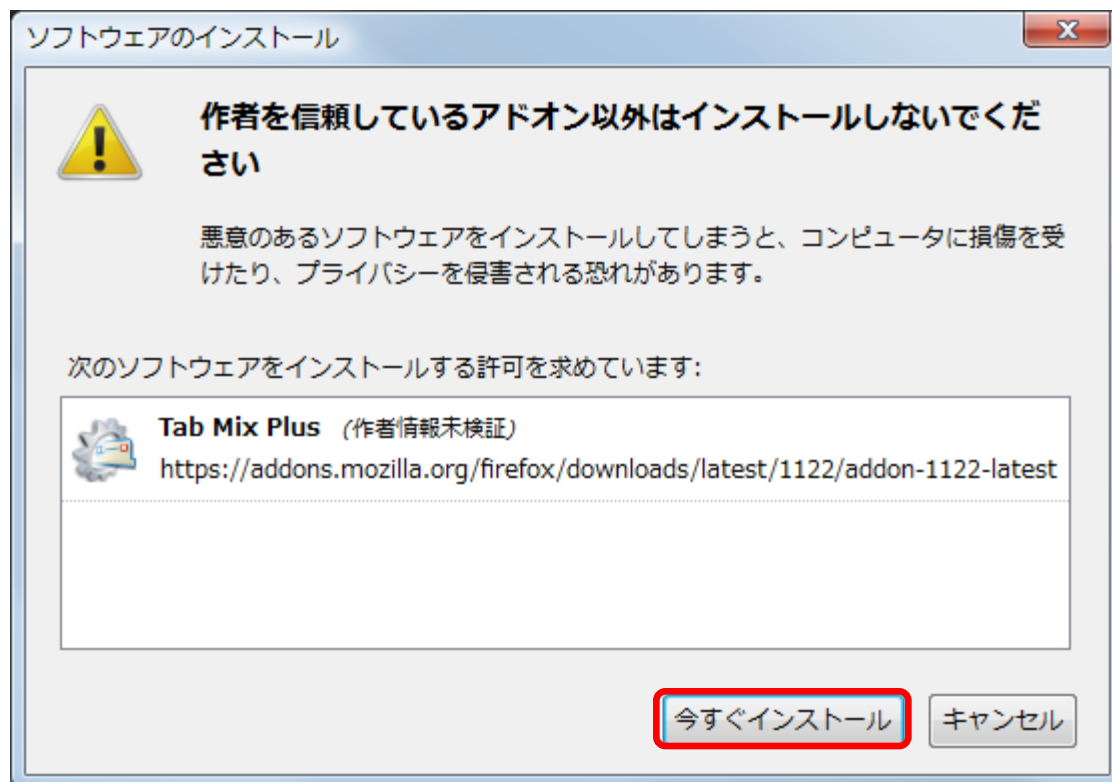 ソフトウェアのインストール
作者を信頼しているアドオン以外はインストールしないでくだ
さい
悪意のあるソフトウェアをインストールしてしまうと、コンピュータに損傷を受
けたり、プライバシーを侵害される恐れがあります。
次のソフトウェアをインストールする許可を求めています:
Tab Mix Plus (作者情報未検証)
https://addons.mozilla.org/firefox/downloads/latest/1122/addon-1122-latest
今すぐインストール
キャンセル